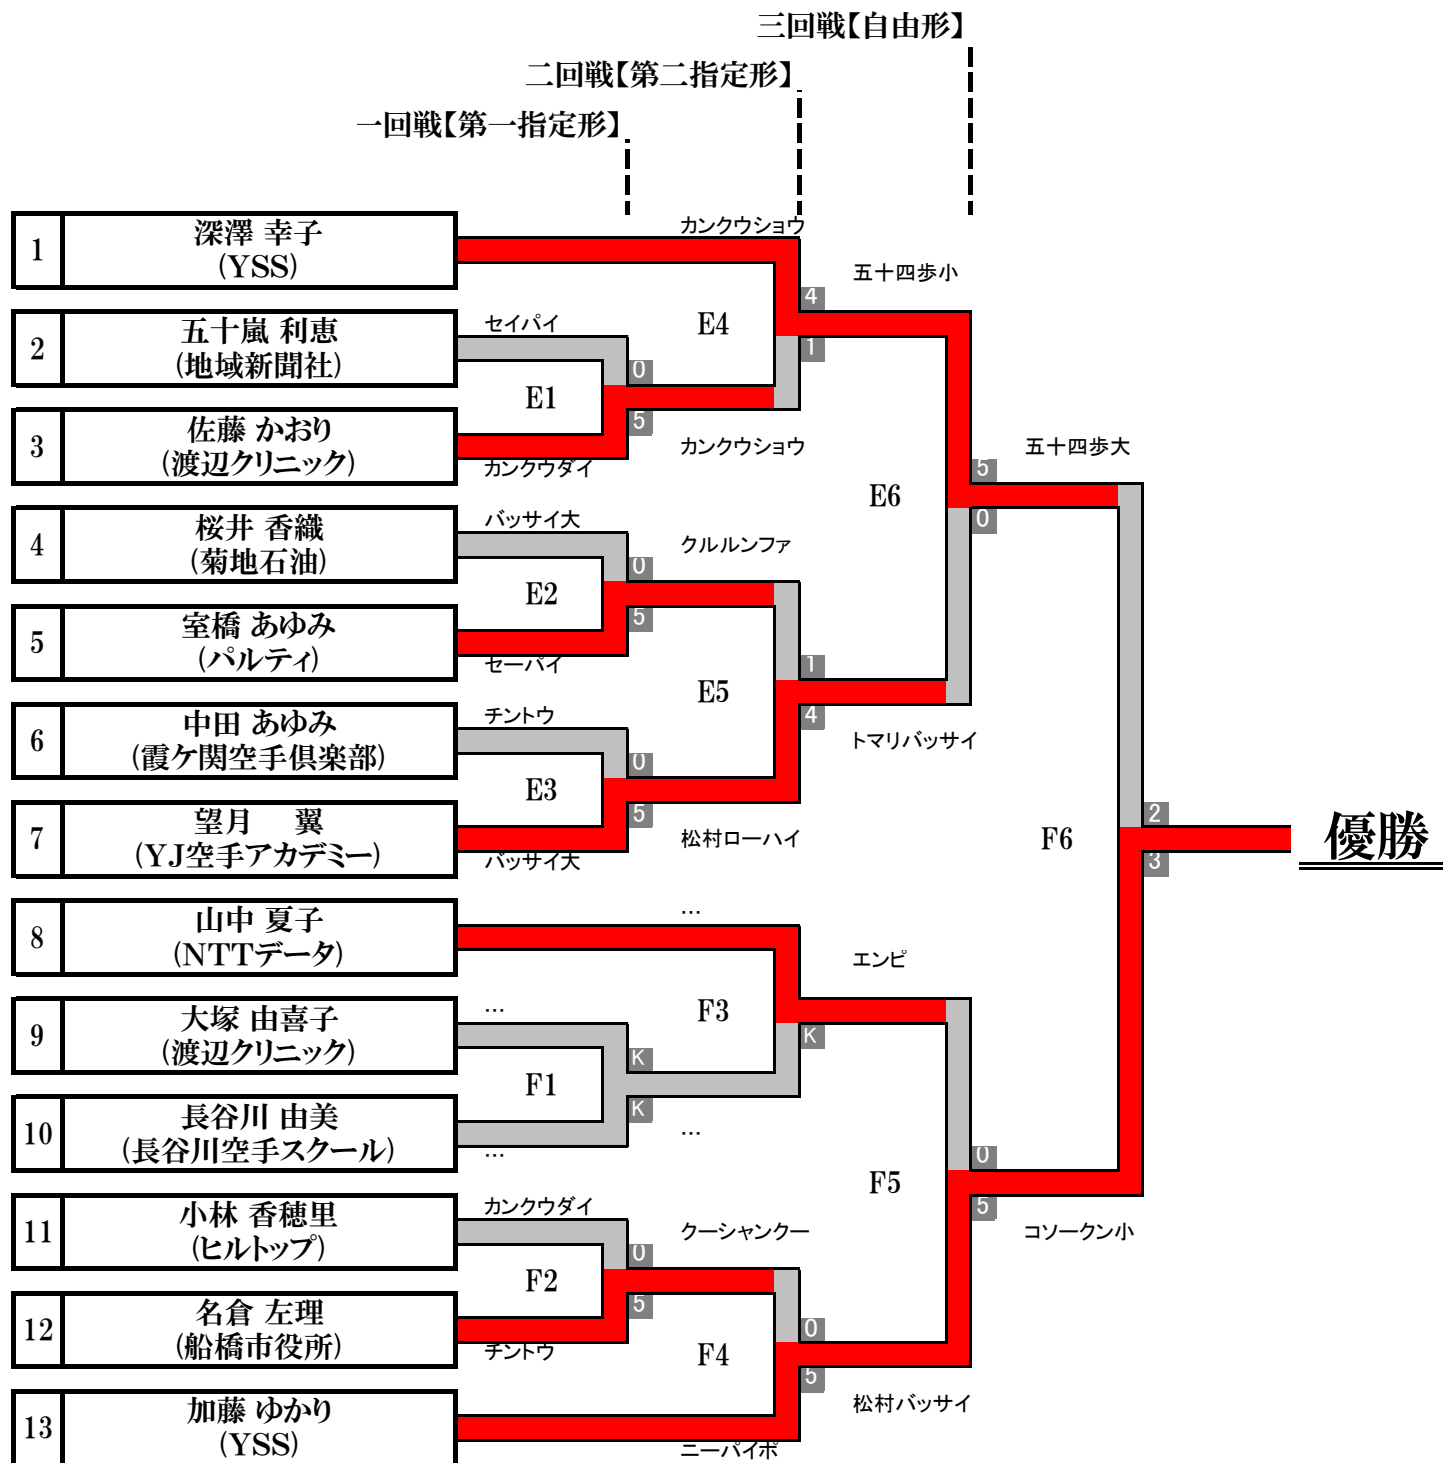 三回戦【自由形】
二回戦【第二指定形】
一回戦【第一指定形】
1
深澤 幸子
(YSS)
カンクウショウ
五十四歩小
4
1
E4
2
五十嵐 利恵
(地域新聞社)
セイパイ
0
E1
5
3
佐藤 かおり
(渡辺クリニック)
カンクウダイ
カンクウショウ
五十四歩大
5
0
E6
4
桜井 香織
(菊地石油)
バッサイ大
クルルンファ
0
E2
5
5
室橋 あゆみ
(パルティ)
セーパイ
1
E5
4
トマリバッサイ
6
中田 あゆみ
(霞ケ関空手倶楽部)
チントウ
0
E3
5
7
望月 翼
(YJ空手アカデミー)
バッサイ大
松村ローハイ
2
F6
3
優勝
8
山中 夏子
(NTTデータ)
…
エンピ
F3
K
9
大塚 由喜子
(渡辺クリニック)
…
K
F1
K
10
長谷川 由美
(長谷川空手スクール)
…
…
0
F5
5
コソークン小
11
小林 香穂里
(ヒルトップ)
カンクウダイ
クーシャンクー
0
F2
5
12
名倉 左理
(船橋市役所)
チントウ
0
F4
5
松村バッサイ
13
加藤 ゆかり
(YSS)
ニーパイポ